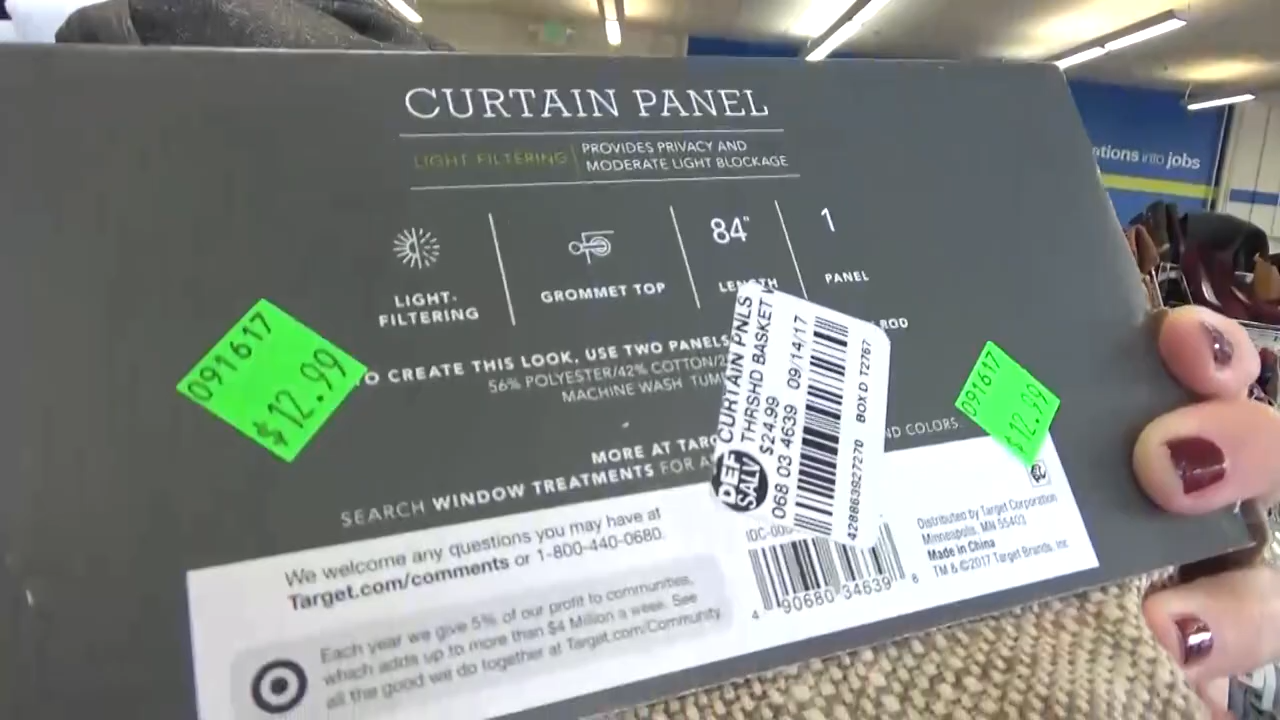 CURTAIN PANEL
LIGHT FILTERING
PROVIDES PRIVACY AND
MODERATE LIGHT BLOCKAGE
LIGHT-
FILTERING
GROMMET TOP
84"
LENGTH
1
PANEL
O CREATE THIS LOOK, USE TWO PANELS
ROD
56% POLYESTER/42% COTTON/2
MACHINE WASH TUM
MORE AT TARG
SEARCH WINDOW TREATMENTS FOR A
ND COLORS.
091617
$12.99
091617
$12.99
CURTAIN PNLS
THRSHD BASKET W
$24.99
068 03 4639 09/14/17
DEF
SALV
428863927270 BOX D T2767
We welcome any questions you may have at
Target.com/comments or 1-800-440-0680.
Each year we give 5% of our profit to communities,
which adds up to more than $4 Million a week. See
all the good we do together at Target.com/Community.
4 90680 34639 8
Distributed by Target Corporation
Minneapolis, MN 55403
Made in China
TM & ©2017 Target Brands, Inc.
ations into jobs